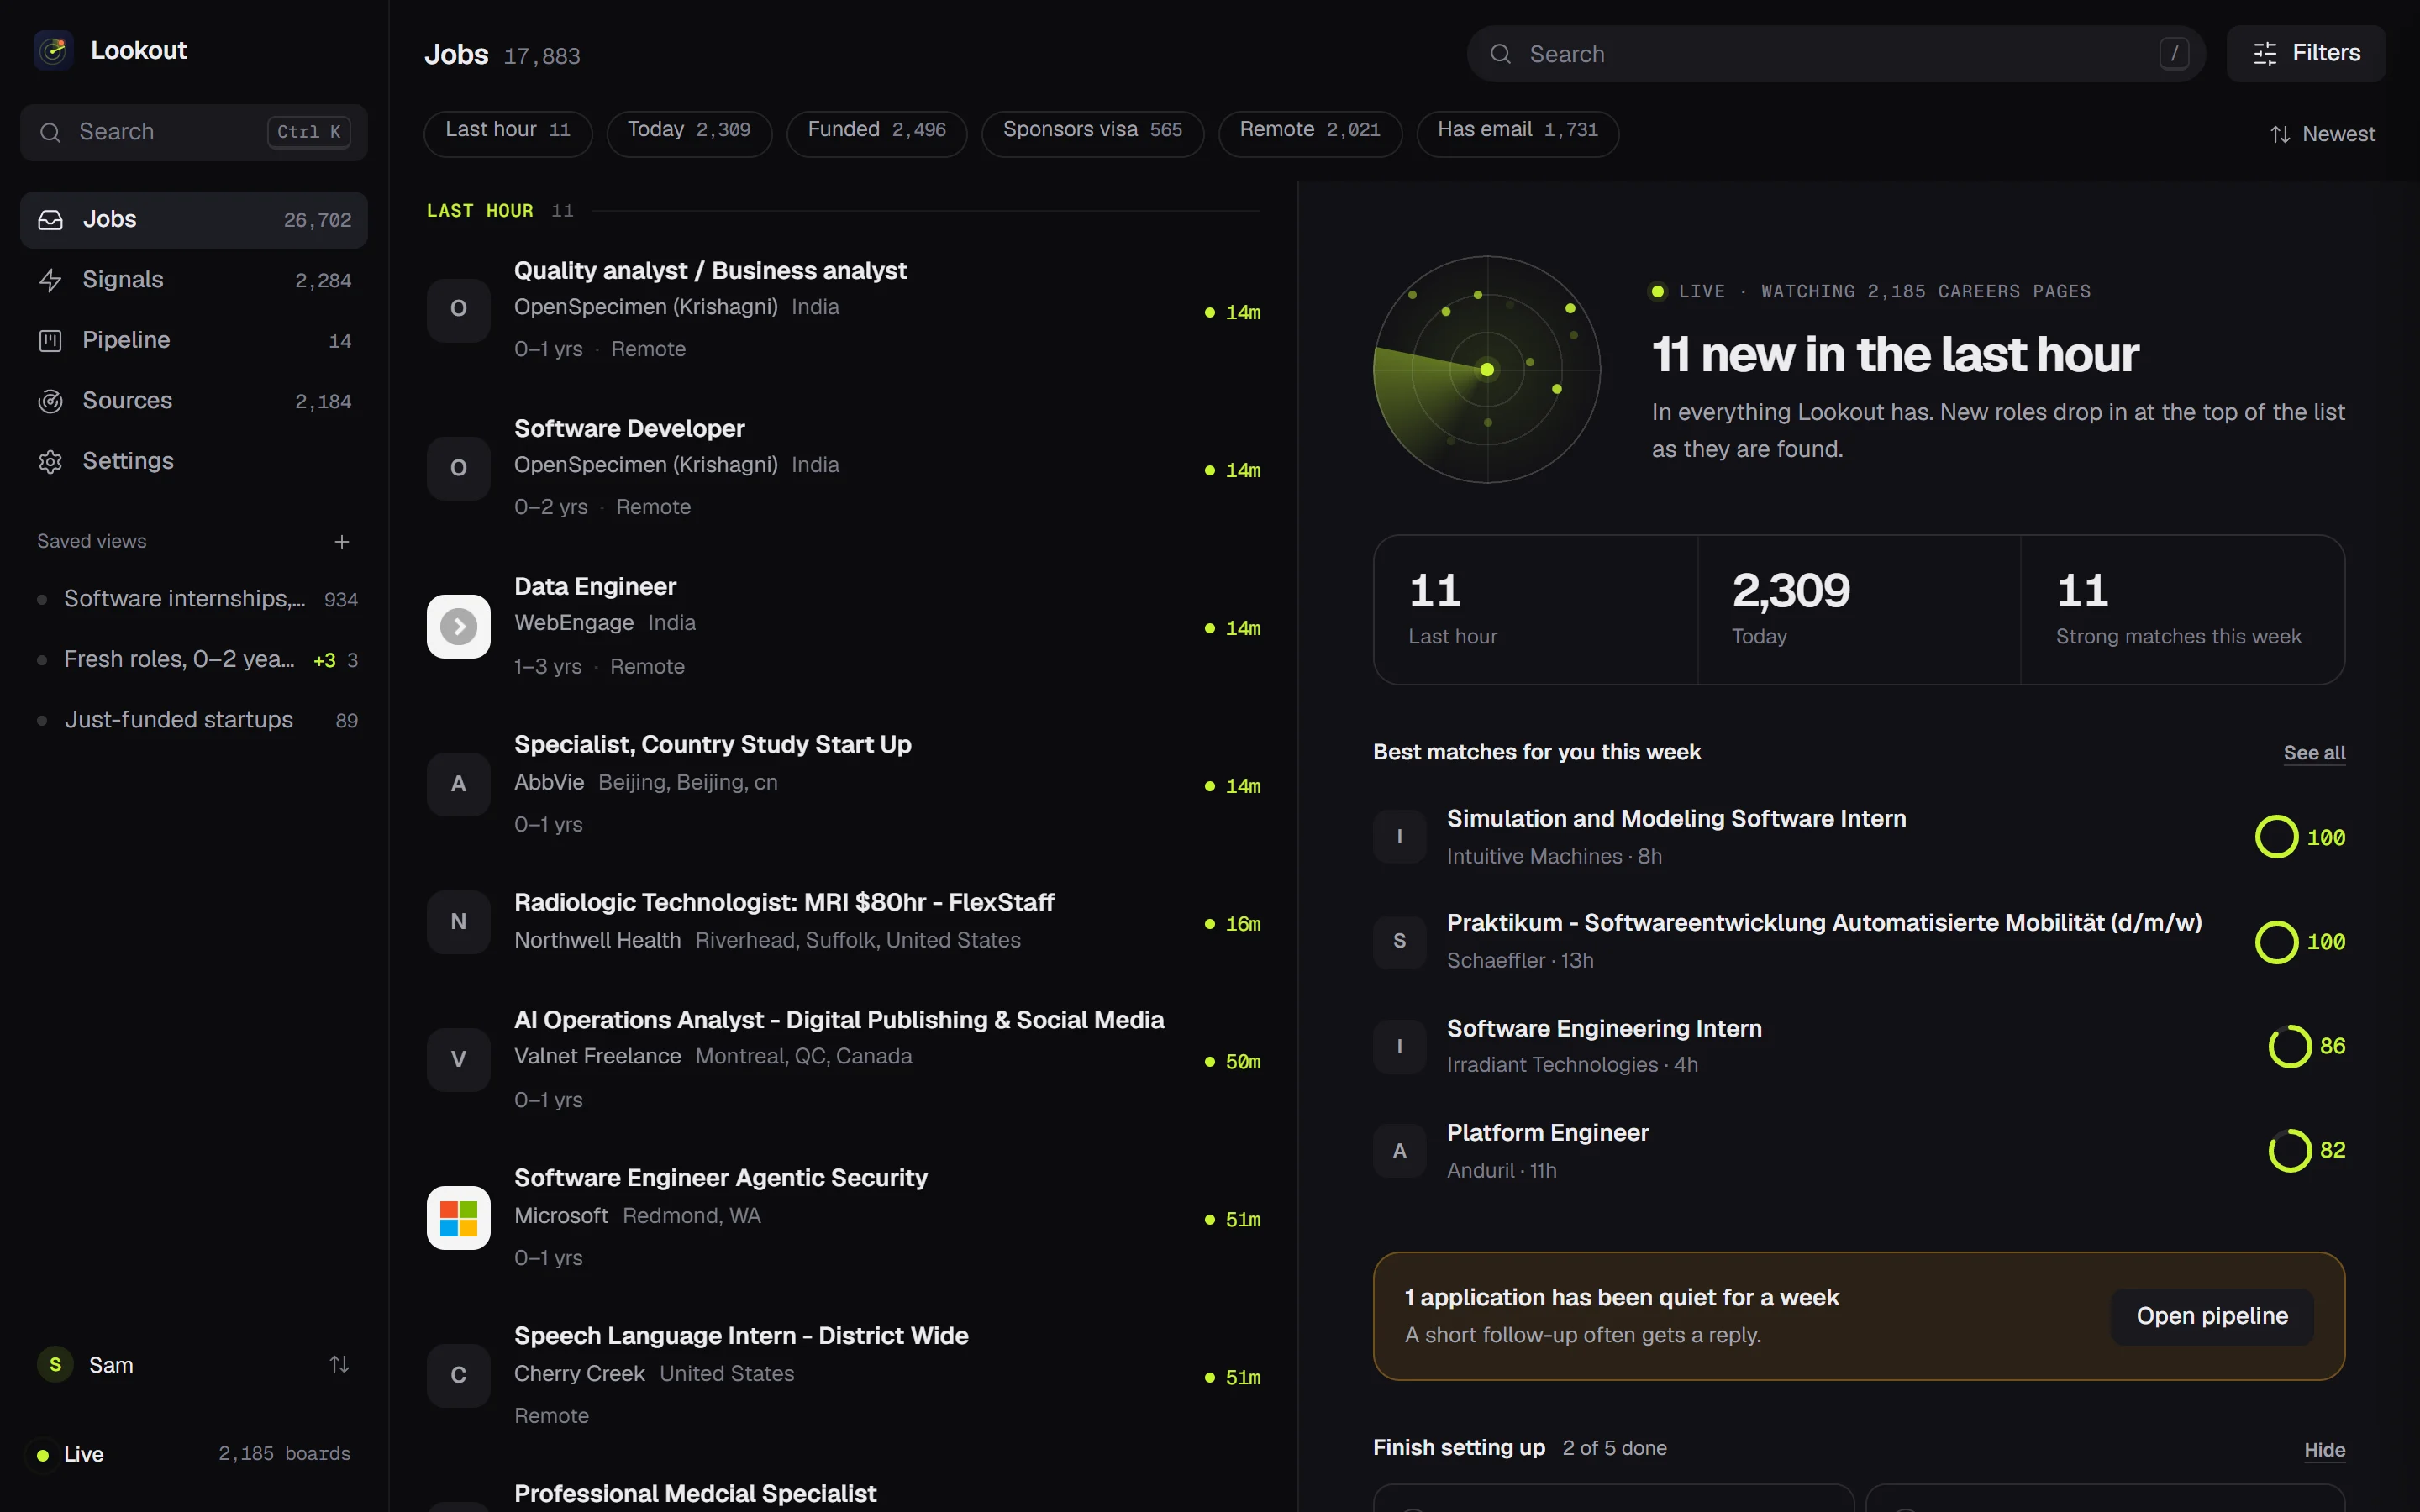 Lookout
Search Ctrl K
Jobs 26,702
Signals 2,284
Pipeline 14
Sources 2,184
Settings
Saved views
Software internships,... 934
Fresh roles, 0–2 yea... +3 3
Just-funded startups 89
S Sam
Live 2,185 boards
Jobs 17,883
Search /
Filters
Last hour 11
Today 2,309
Funded 2,496
Sponsors visa 565
Remote 2,021
Has email 1,731
Newest
LAST HOUR 11
O
Quality analyst / Business analyst
OpenSpecimen (Krishagni) India
0–1 yrs · Remote
14m
O
Software Developer
OpenSpecimen (Krishagni) India
0–2 yrs · Remote
14m
Data Engineer
WebEngage India
1–3 yrs · Remote
14m
A
Specialist, Country Study Start Up
AbbVie Beijing, Beijing, cn
0–1 yrs
14m
N
Radiologic Technologist: MRI $80hr - FlexStaff
Northwell Health Riverhead, Suffolk, United States
16m
V
AI Operations Analyst - Digital Publishing & Social Media
Valnet Freelance Montreal, QC, Canada
0–1 yrs
50m
Software Engineer Agentic Security
Microsoft Redmond, WA
0–1 yrs
51m
C
Speech Language Intern - District Wide
Cherry Creek United States
Remote
51m
Professional Medcial Specialist
LIVE · WATCHING 2,185 CAREERS PAGES
11 new in the last hour
In everything Lookout has. New roles drop in at the top of the list
as they are found.
11
Last hour
2,309
Today
11
Strong matches this week
Best matches for you this week See all
I
Simulation and Modeling Software Intern
Intuitive Machines · 8h
100
S
Praktikum - Softwareentwicklung Automatisierte Mobilität (d/m/w)
Schaeffler · 13h
100
I
Software Engineering Intern
Irradiant Technologies · 4h
86
A
Platform Engineer
Anduril · 11h
82
1 application has been quiet for a week
A short follow-up often gets a reply.
Open pipeline
Finish setting up 2 of 5 done Hide